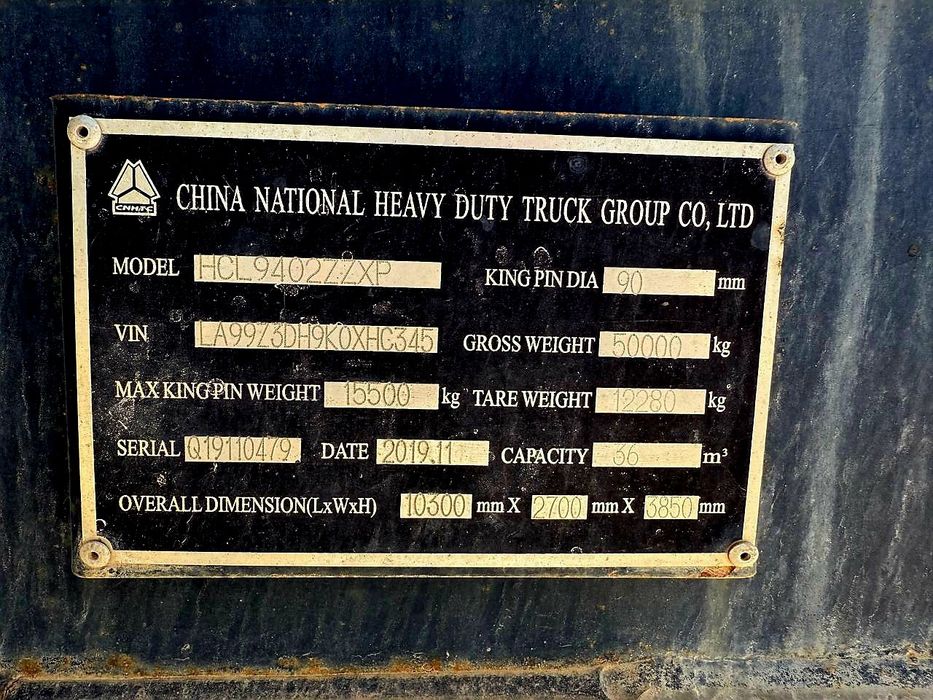 CNHTC
CHINA NATIONAL HEAVY DUTY TRUCK GROUP CO, LTD
MODEL HCL9402ZZXP KING PIN DIA 90 mm
VIN LA99Z3DH9K0XHC345 GROSS WEIGHT 50000 kg
MAX KING PIN WEIGHT 15500 kg TARE WEIGHT 12280 kg
SERIAL Q19110479 DATE 2019.11 CAPACITY 36 m³
OVERALL DIMENSION(LxWxH) 10300 mm X 2700 mm X 3850 mm